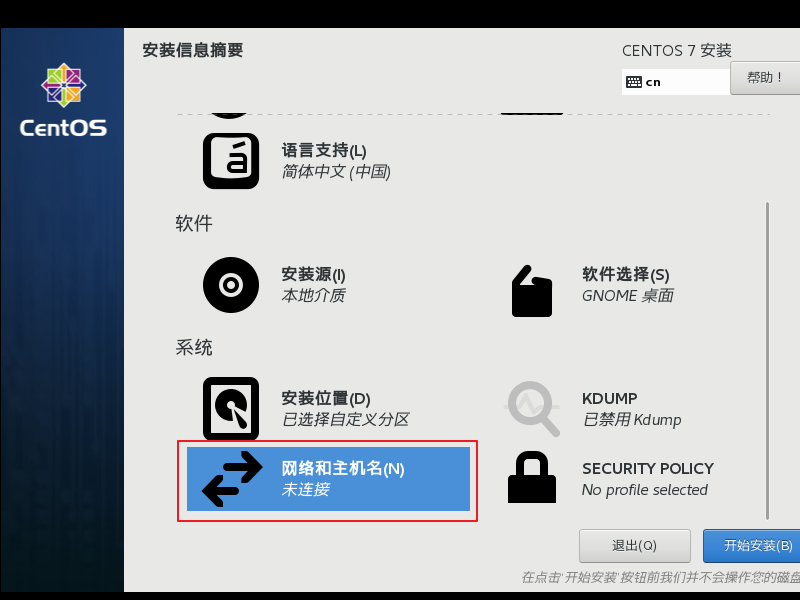 安装信息摘要
CENTOS 7 安装
cn
帮助！
CentOS
语言支持(L)
简体中文 (中国)
软件
安装源(I)
本地介质
软件选择(S)
GNOME 桌面
系统
安装位置(D)
已选择自定义分区
KDUMP
已禁用 Kdump
网络和主机名(N)
未连接
SECURITY POLICY
No profile selected
退出(Q)
开始安装(B)
在点击'开始安装'按钮前我们并不会操作您的磁盘